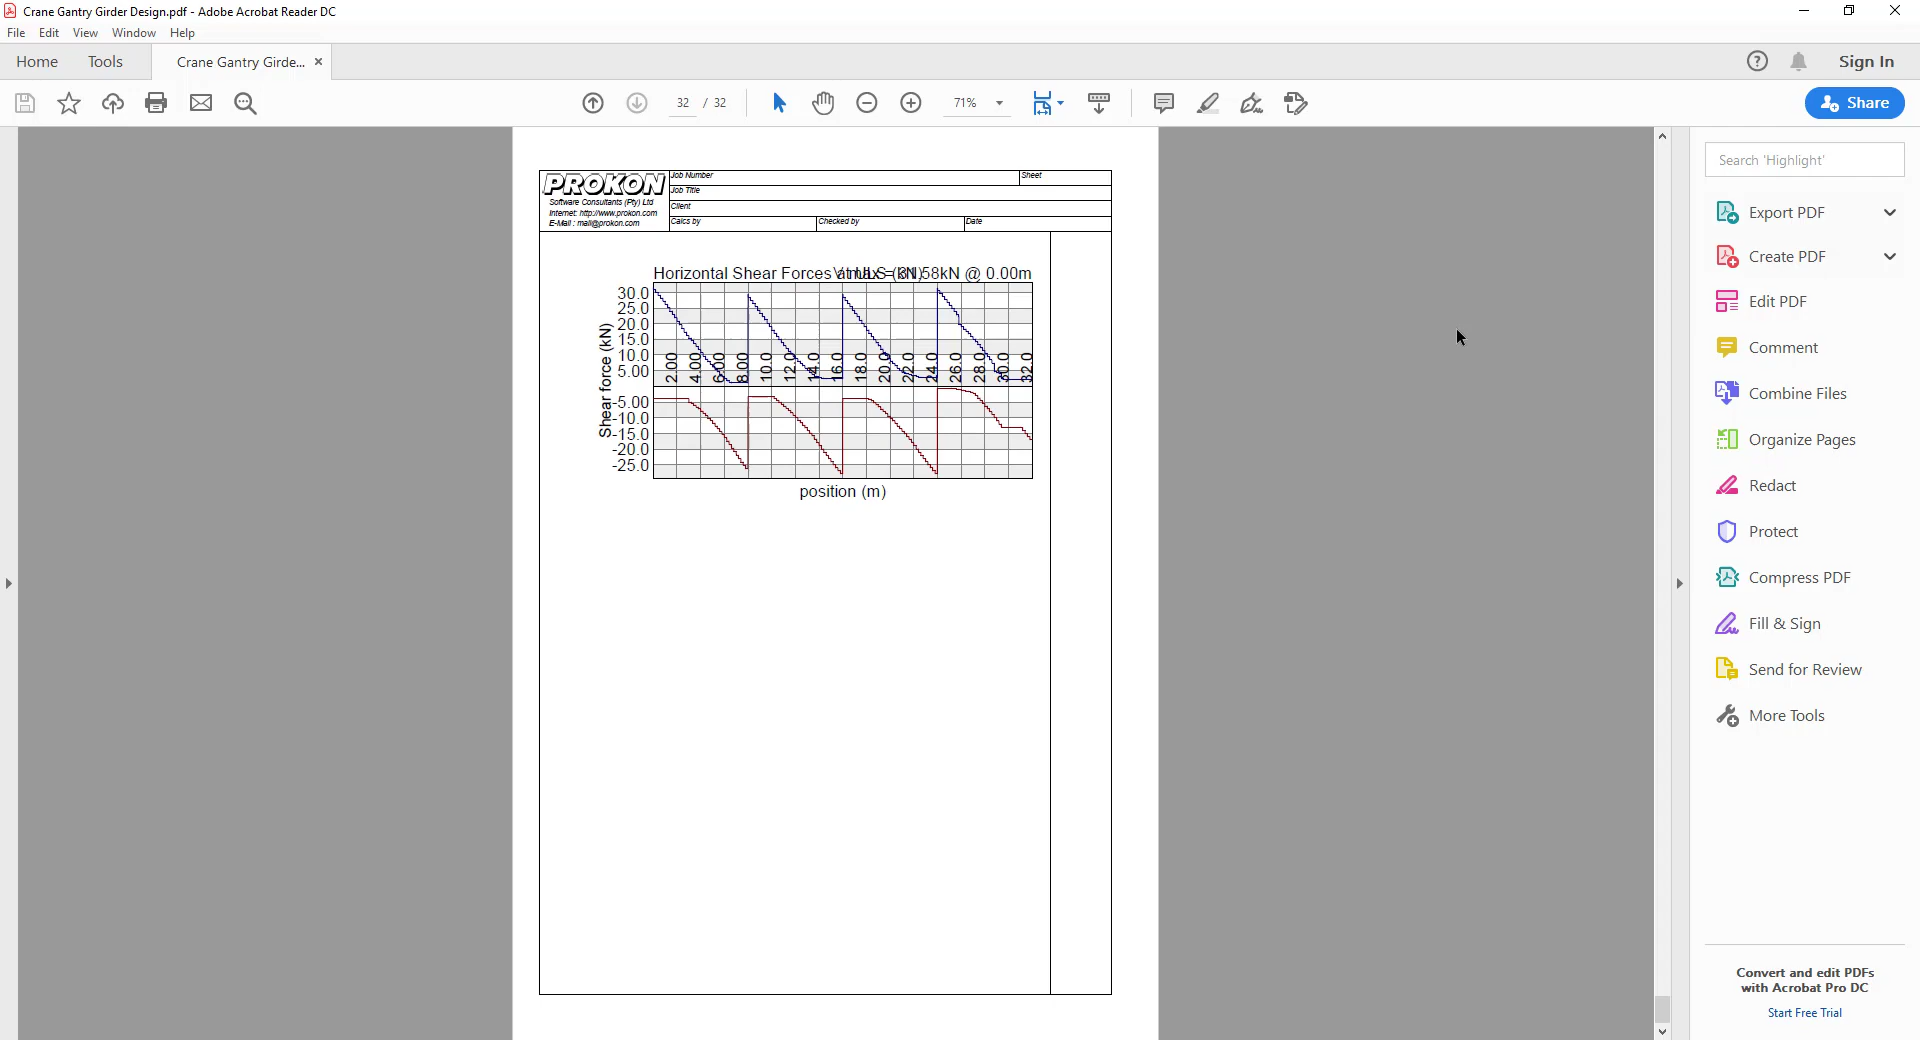 Crane Gantry Girder Design.pdf - Adobe Acrobat Reader DC
File Edit View Window Help
Home Tools Crane Gantry Girde... × Sign In
32 / 32 71% Share
PROKON
Software Consultants (Pty) Ltd
Internet: http://www.prokon.com
E-Mail : mail@prokon.com
Job Number Sheet
Job Title
Client
Calcs by Checked by Date
Horizontal Shear Forces at ULS (kN) 58kN @ 0.00m
30.0
25.0
20.0
15.0
10.0
5.00
-5.00
-10.0
-15.0
-20.0
-25.0
Shear force (kN)
2.00 4.00 6.00 8.00 10.0 12.0 14.0 16.0 18.0 20.0 22.0 24.0 26.0 28.0 30.0 32.0
position (m)
Search 'Highlight'
Export PDF
Create PDF
Edit PDF
Comment
Combine Files
Organize Pages
Redact
Protect
Compress PDF
Fill & Sign
Send for Review
More Tools
Convert and edit PDFs
with Acrobat Pro DC
Start Free Trial